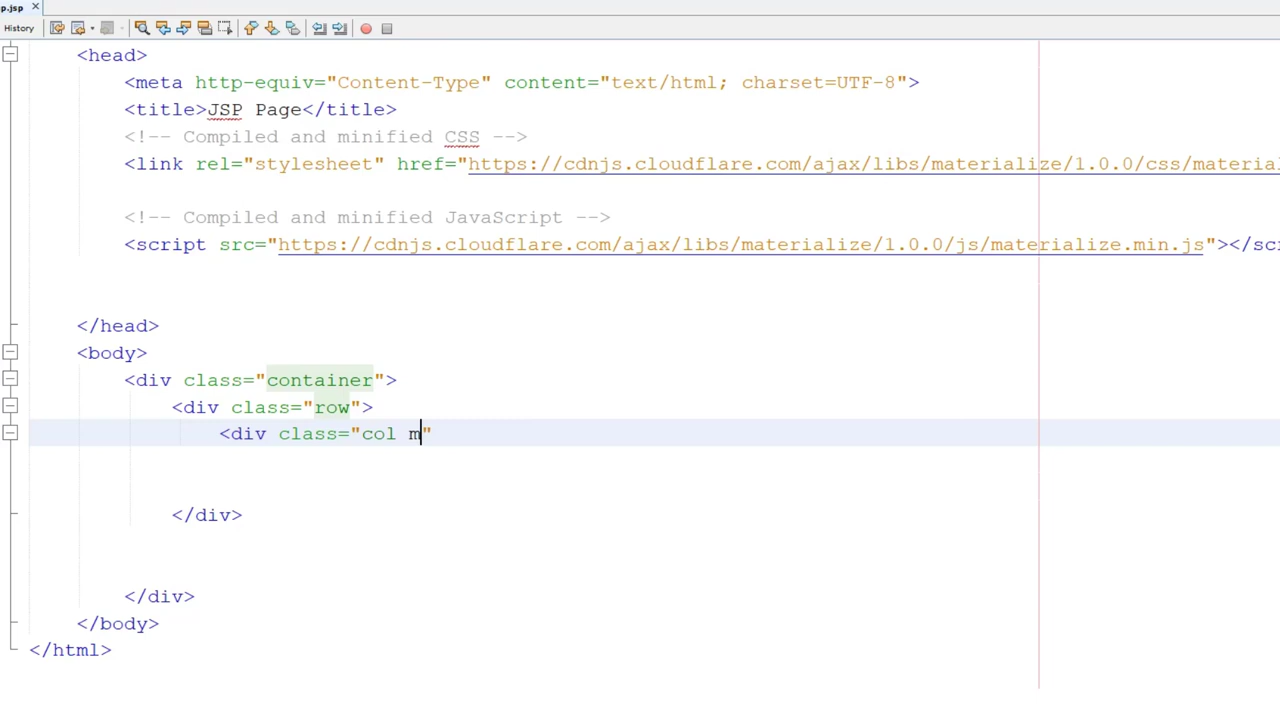 p.jsp
History
<head>
<meta http-equiv="Content-Type" content="text/html; charset=UTF-8">
<title>JSP Page</title>
<!-- Compiled and minified CSS -->
<link rel="stylesheet" href="https://cdnjs.cloudflare.com/ajax/libs/materialize/1.0.0/css/material
<!-- Compiled and minified JavaScript -->
<script src="https://cdnjs.cloudflare.com/ajax/libs/materialize/1.0.0/js/materialize.min.js"></scr
</head>
<body>
<div class="container">
<div class="row">
<div class="col m"
</div>
</div>
</body>
</html>